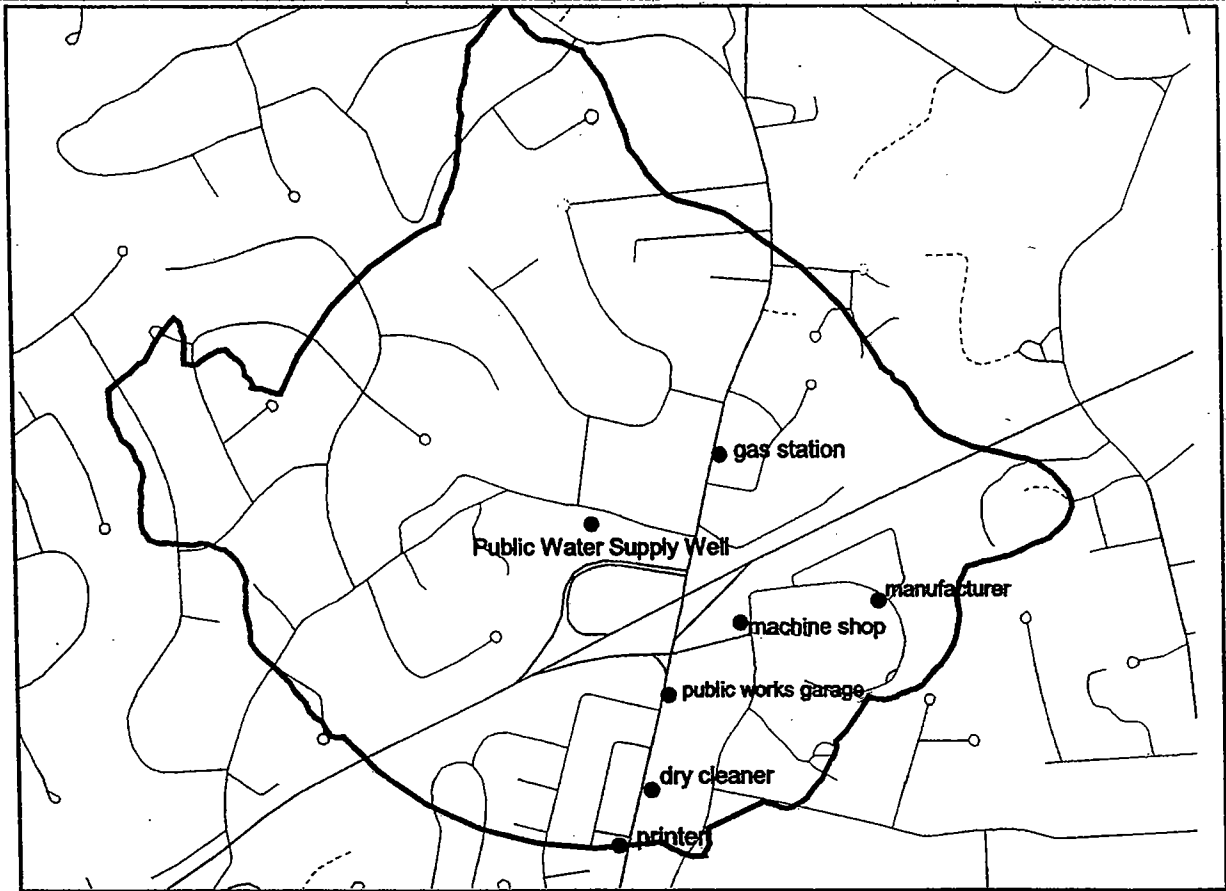 gas station
Public Water Supply Well
manufacturer
machine shop
public works garage
dry cleaner
printer